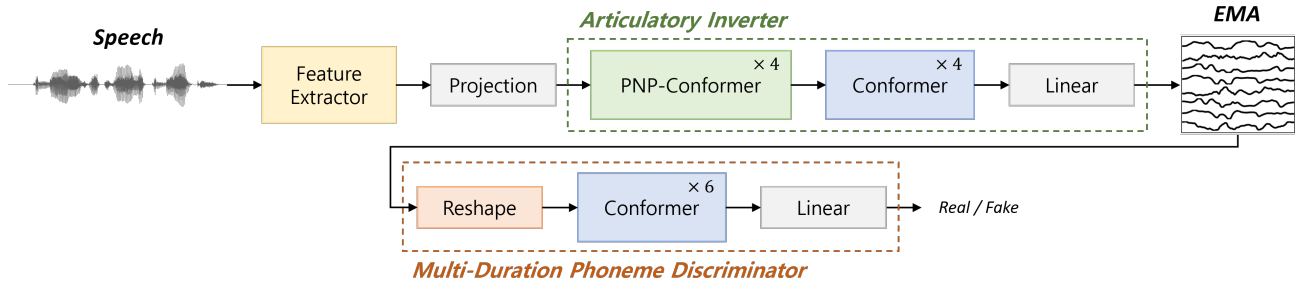 Articulatory Inverter
EMA
Speech
Feature
Extractor
Projection
PNP-Conformer
× 4
Conformer
× 4
Linear
Reshape
Conformer
× 6
Linear
Real / Fake
Multi-Duration Phoneme Discriminator